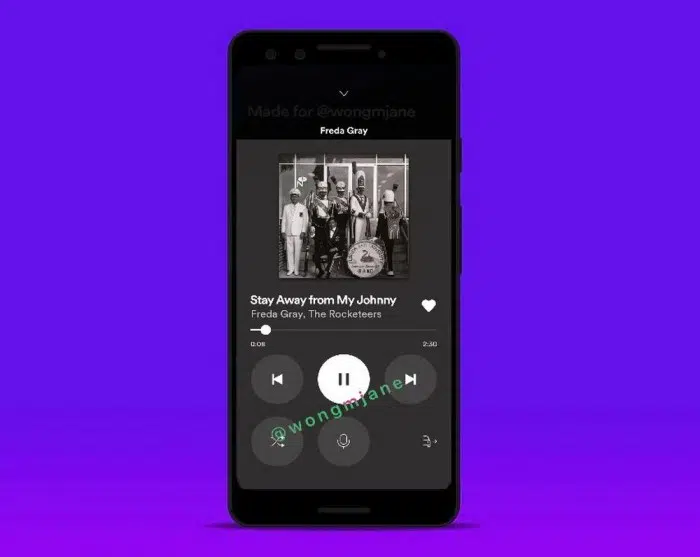 Made for @wongmjane
Freda Gray
Stay Away from My Johnny
Freda Gray, The Rocketeers
0:08
2:30
@wongmjane